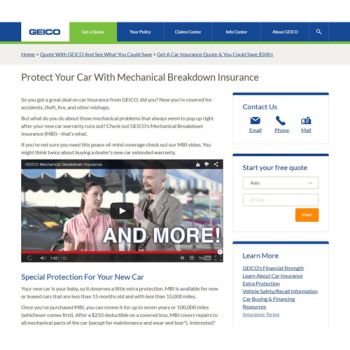 GEICO
Get a Quote
Your Policy
Claims Center
Info Center
About GEICO
Home > Quote With GEICO And See What You Could Save > Get A Car Insurance Quote & You Could Save $500+
Protect Your Car With Mechanical Breakdown Insurance
So you got a great deal on car insurance from GEICO, did you? Now you're covered for
accidents, theft, fire, and other mishaps.
But what do you do about those mechanical problems that always seem to pop up right
after your new car warranty runs out? Check out GEICO's Mechanical Breakdown
Insurance (MBI)—that's what.
If you're not sure you need this peace-of-mind coverage check out our MBI video. You
might think twice about buying a dealer's new car extended warranty.
GEICO Mechanical Breakdown Insurance
AND MORE!
YouTube
Special Protection For Your New Car
Your new car is your baby, so it deserves a little extra protection. MBI is available for new
or leased cars that are less than 15 months old and with less than 15,000 miles.
Once you've purchased MBI, you can renew it for up to seven years or 100,000 miles
(whichever comes first). After a $250 deductible on a covered loss, MBI covers repairs to
all mechanical parts of the car (except for maintenance and wear and tear*). Interested?
Contact Us
Email
Phone
Mail
Start your free quote
Auto
ZIP Code
Learn More
GEICO's Financial Strength
Learn About Car Insurance
Extra Protection
Vehicle Safety/Recall Information
Car Buying & Financing
Resources
Insurance Terms